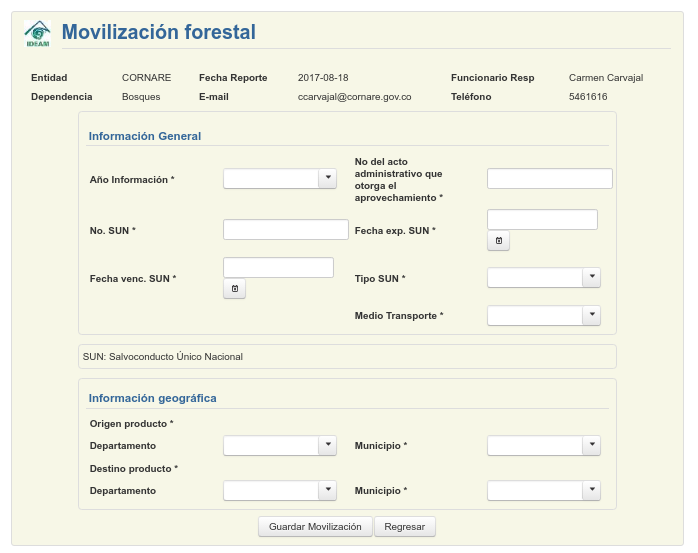 IDEAM
Movilización forestal
Entidad CORNARE Fecha Reporte 2017-08-18 Funcionario Resp Carmen Carvajal
Dependencia Bosques E-mail ccarvajal@cornare.gov.co Teléfono 5461616
Información General
Año Información *
No del acto
administrativo que
otorga el
aprovechamiento *
No. SUN * Fecha exp. SUN *
Fecha venc. SUN * Tipo SUN *
Medio Transporte *
SUN: Salvoconducto Único Nacional
Información geográfica
Origen producto *
Departamento Municipio *
Destino producto *
Departamento Municipio *
Guardar Movilización Regresar